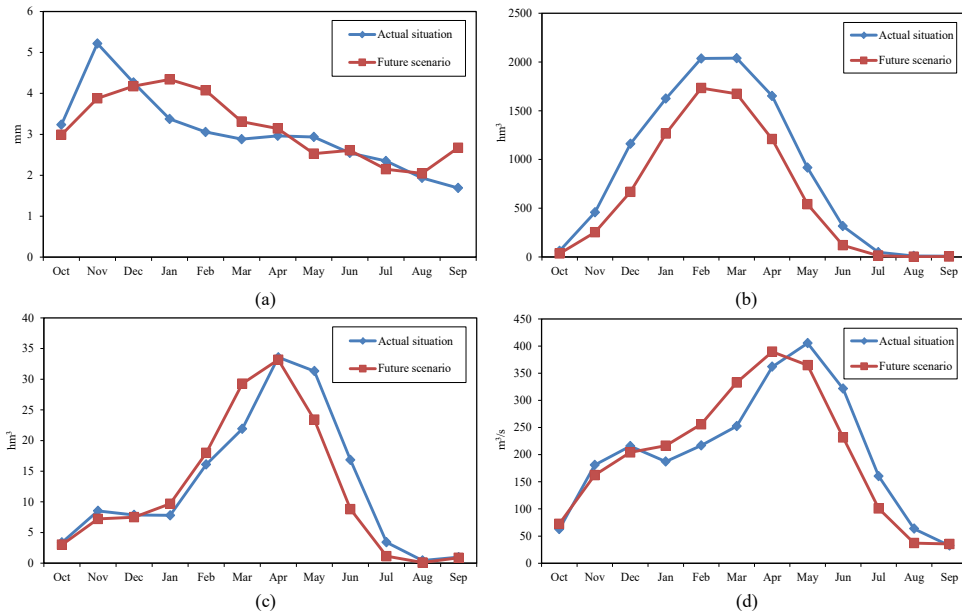 6
5
4
3
2
1
0
mm
Actual situation
Future scenario
Oct Nov Dec Jan Feb Mar Apr May Jun Jul Aug Sep
(a)
2500
2000
1500
1000
500
0
hm³
Actual situation
Future scenario
Oct Nov Dec Jan Feb Mar Apr May Jun Jul Aug Sep
(b)
40
35
30
25
20
15
10
5
0
hm³
Actual situation
Future scenario
Oct Nov Dec Jan Feb Mar Apr May Jun Jul Aug Sep
(c)
450
400
350
300
250
200
150
100
50
0
m³/s
Actual situation
Future scenario
Oct Nov Dec Jan Feb Mar Apr May Jun Jul Aug Sep
(d)